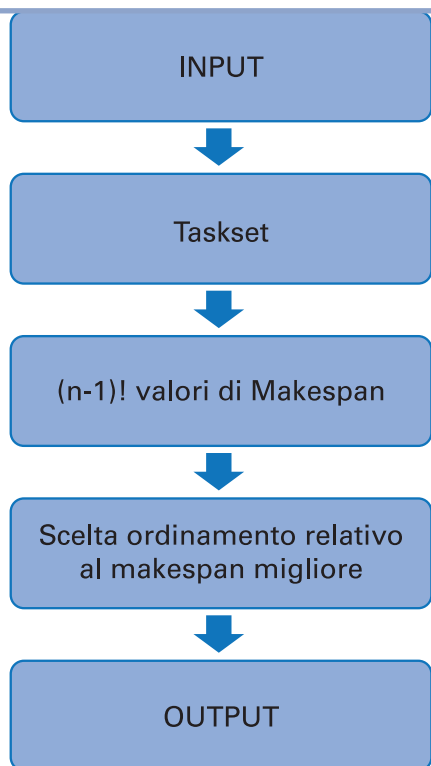 INPUT
Taskset
(n-1)! valori di Makespan
Scelta ordinamento relativo
al makespan migliore
OUTPUT